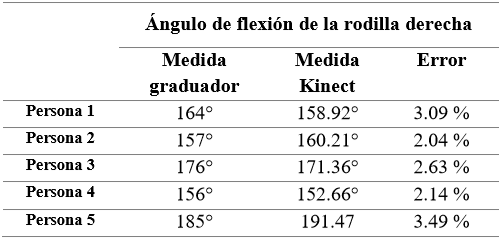 Ángulo de flexión de la rodilla derecha
Medida graduador Medida Kinect Error
Persona 1 164° 158.92° 3.09 %
Persona 2 157° 160.21° 2.04 %
Persona 3 176° 171.36° 2.63 %
Persona 4 156° 152.66° 2.14 %
Persona 5 185° 191.47 3.49 %